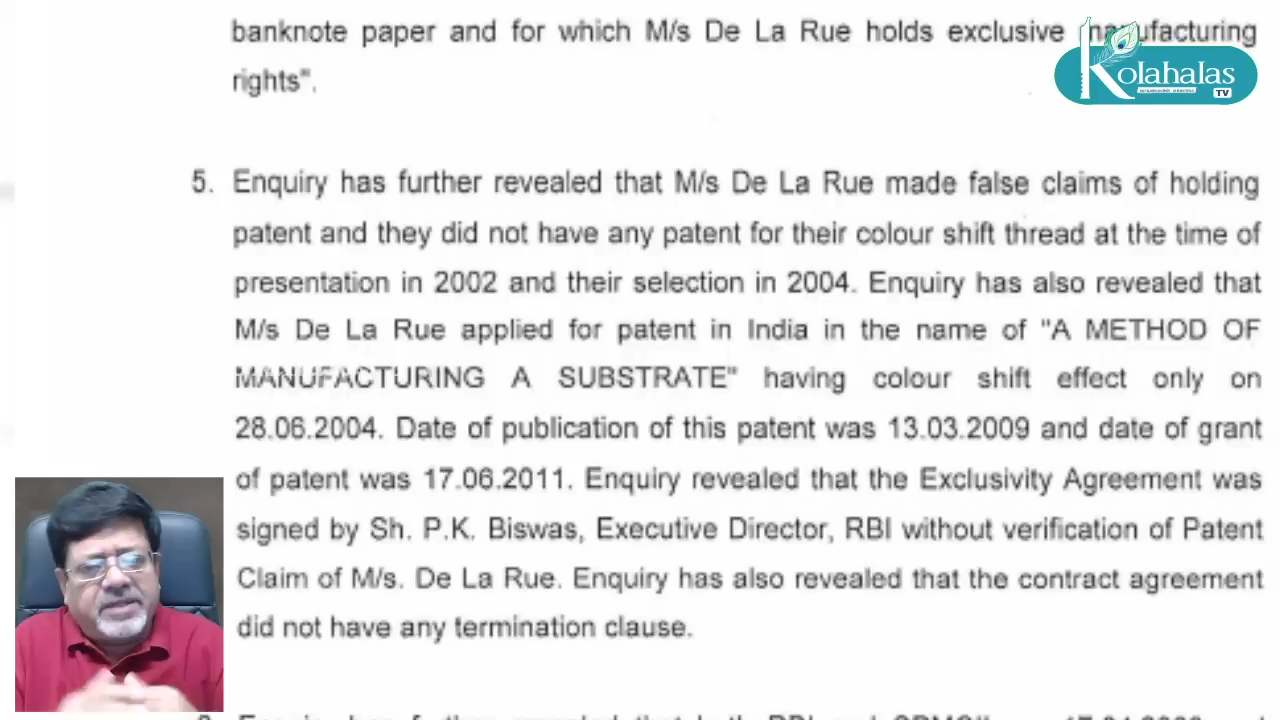 banknote paper and for which M/s De La Rue holds exclusive manufacturing
rights".
Kolahalas
TV
5. Enquiry has further revealed that M/s De La Rue made false claims of holding
patent and they did not have any patent for their colour shift thread at the time of
presentation in 2002 and their selection in 2004. Enquiry has also revealed that
M/s De La Rue applied for patent in India in the name of "A METHOD OF
MANUFACTURING A SUBSTRATE" having colour shift effect only on
28.06.2004. Date of publication of this patent was 13.03.2009 and date of grant
of patent was 17.06.2011. Enquiry revealed that the Exclusivity Agreement was
signed by Sh. P.K. Biswas, Executive Director, RBI without verification of Patent
Claim of M/s. De La Rue. Enquiry has also revealed that the contract agreement
did not have any termination clause.